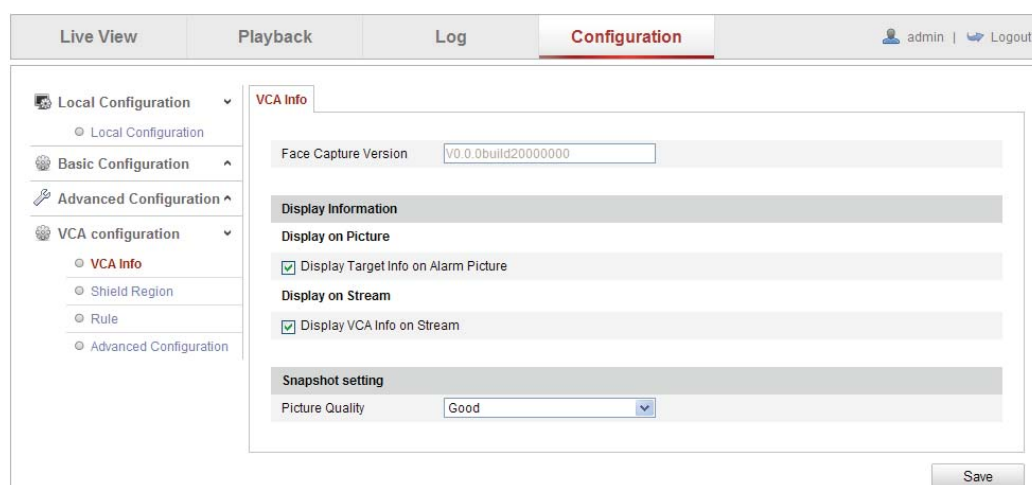 Live View Playback Log Configuration admin | Logout
Local Configuration
Local Configuration
Basic Configuration
Advanced Configuration
VCA configuration
VCA Info
Shield Region
Rule
Advanced Configuration
VCA Info
Face Capture Version V0.0.0build20000000
Display Information
Display on Picture
Display Target Info on Alarm Picture
Display on Stream
Display VCA Info on Stream
Snapshot setting
Picture Quality Good
Save